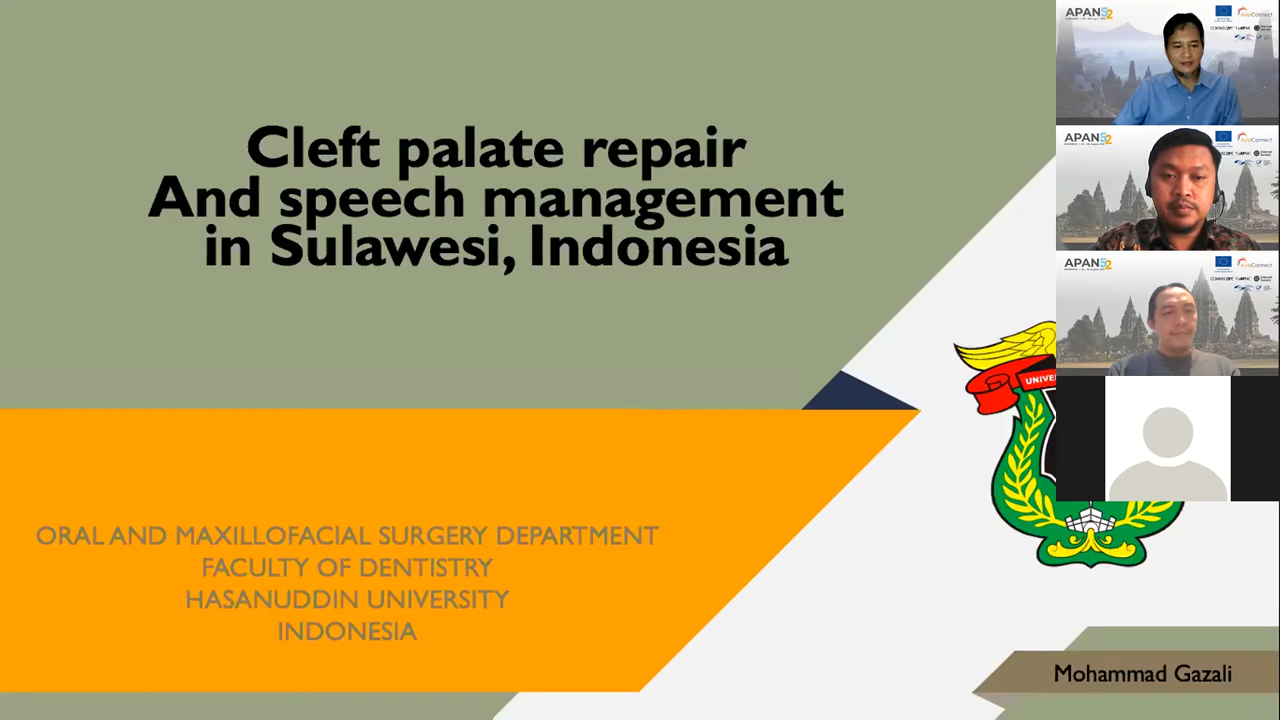 Cleft palate repair
And speech management
in Sulawesi, Indonesia
ORAL AND MAXILLOFACIAL SURGERY DEPARTMENT
FACULTY OF DENTISTRY
HASANUDDIN UNIVERSITY
INDONESIA
Mohammad Gazali
APAN52
APAN52
APAN52